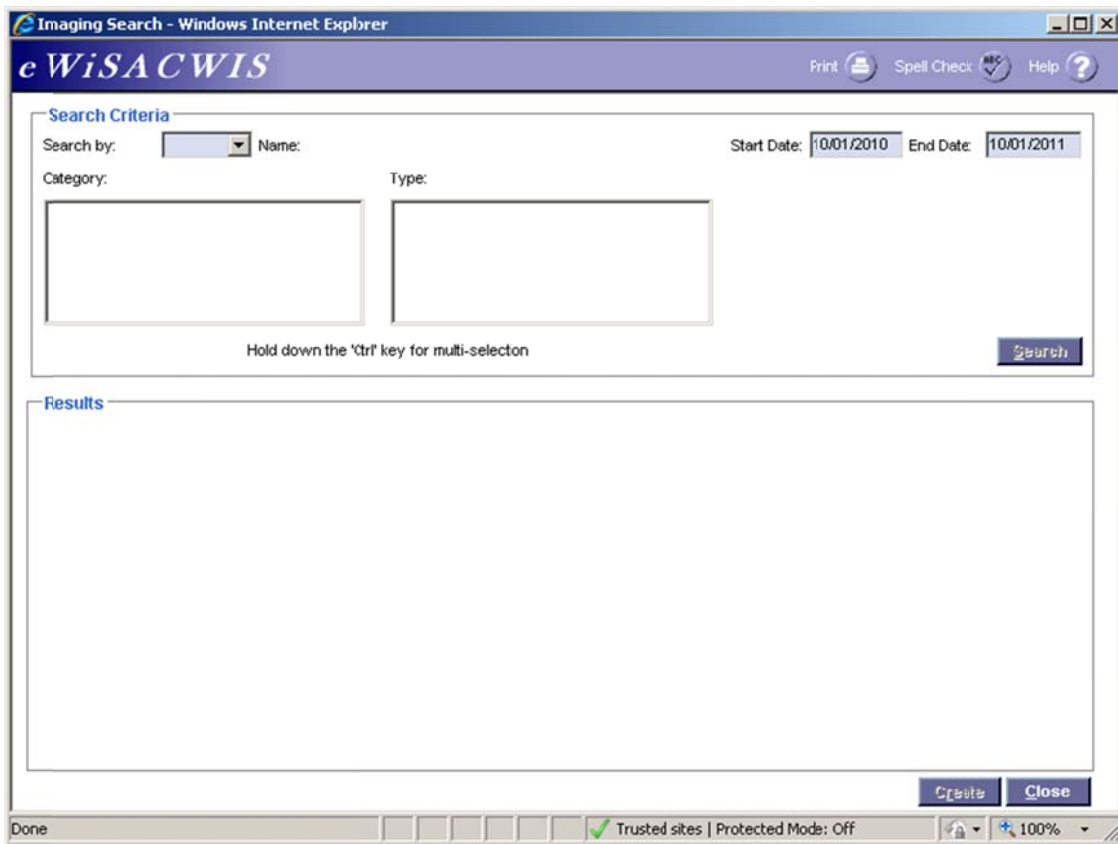 Imaging Search - Windows Internet Explorer
eWiSACWIS
Print Spell Check ABC Help ?
Search Criteria
Search by: Name: Start Date: 10/01/2010 End Date: 10/01/2011
Category: Type:
Hold down the 'Ctrl' key for multi-selecton
Search
Results
Create Close
Done Trusted sites | Protected Mode: Off 100%